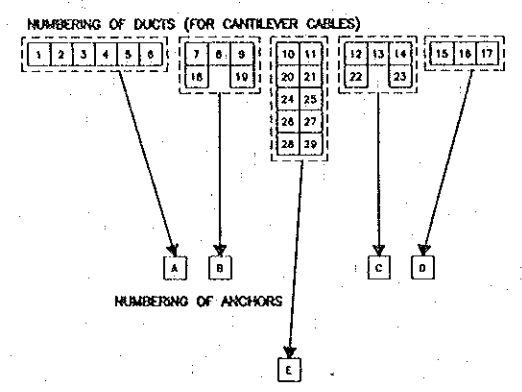 NUMBERING OF DUCTS (FOR CANTILEVER CABLES)
1 2 3 4 5 6 7 8 9 10 11 12 13 14 15 16 17
18 19 20 21 22 23
24 25
26 27
28 29
A B C D
NUMBERING OF ANCHORS
E